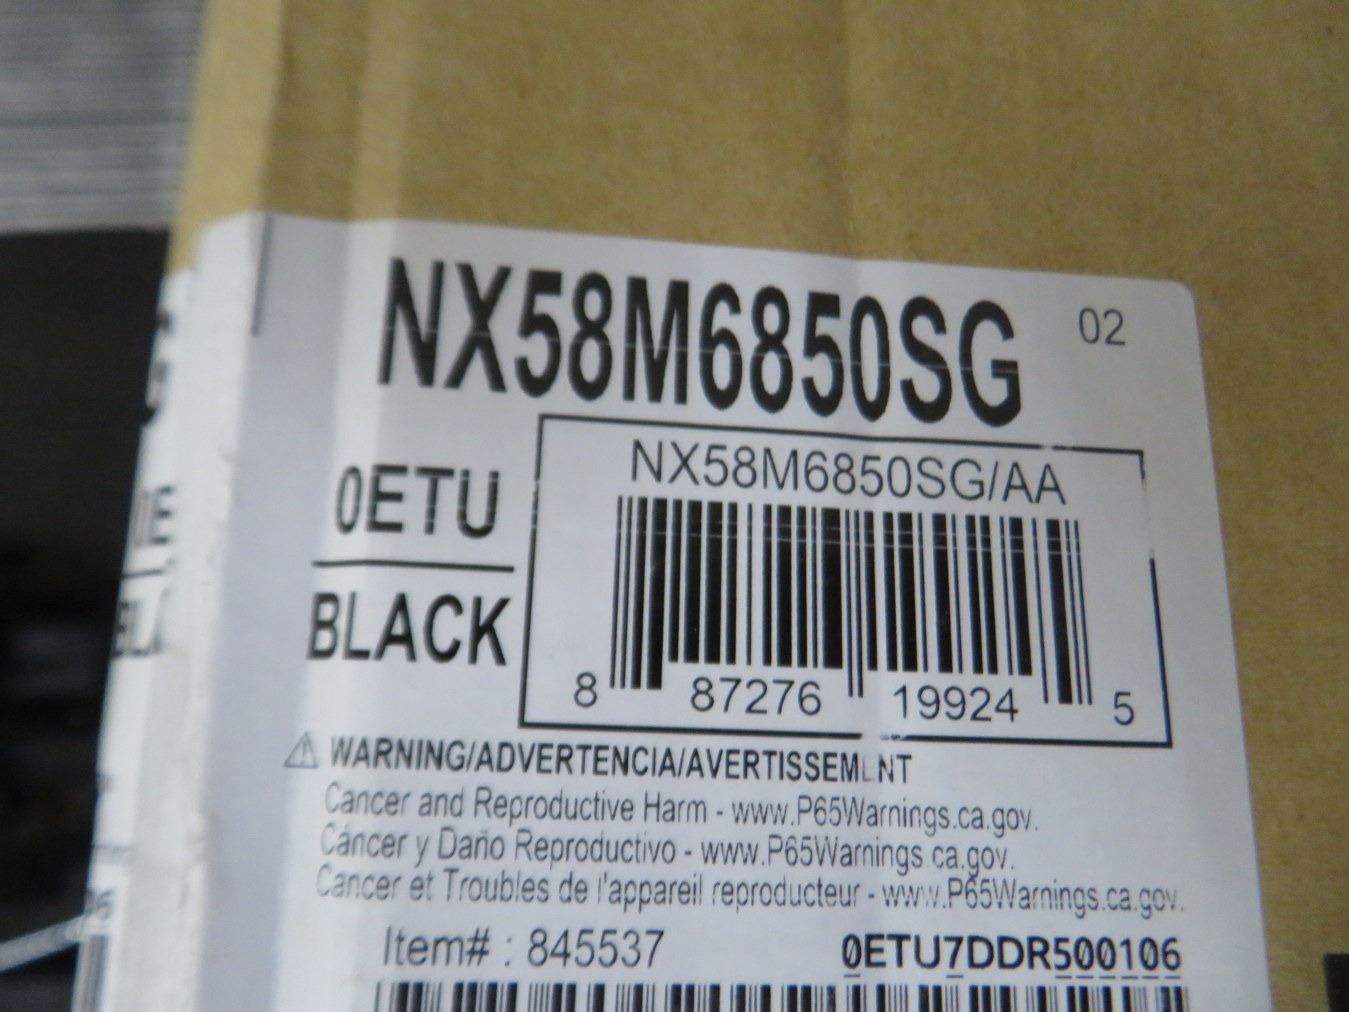 NX58M6850SG 02
NX58M6850SG/AA
0ETU
BLACK
8 87276 19924 5
WARNING/ADVERTENCIA/AVERTISSEMENT
Cancer and Reproductive Harm - www.P65Warnings.ca.gov.
Cáncer y Daño Reproductivo - www.P65Warnings.ca.gov.
Cancer et Troubles de l'appareil reproducteur - www.P65Warnings.ca.gov.
Item# : 845537 0ETU7DDR500106